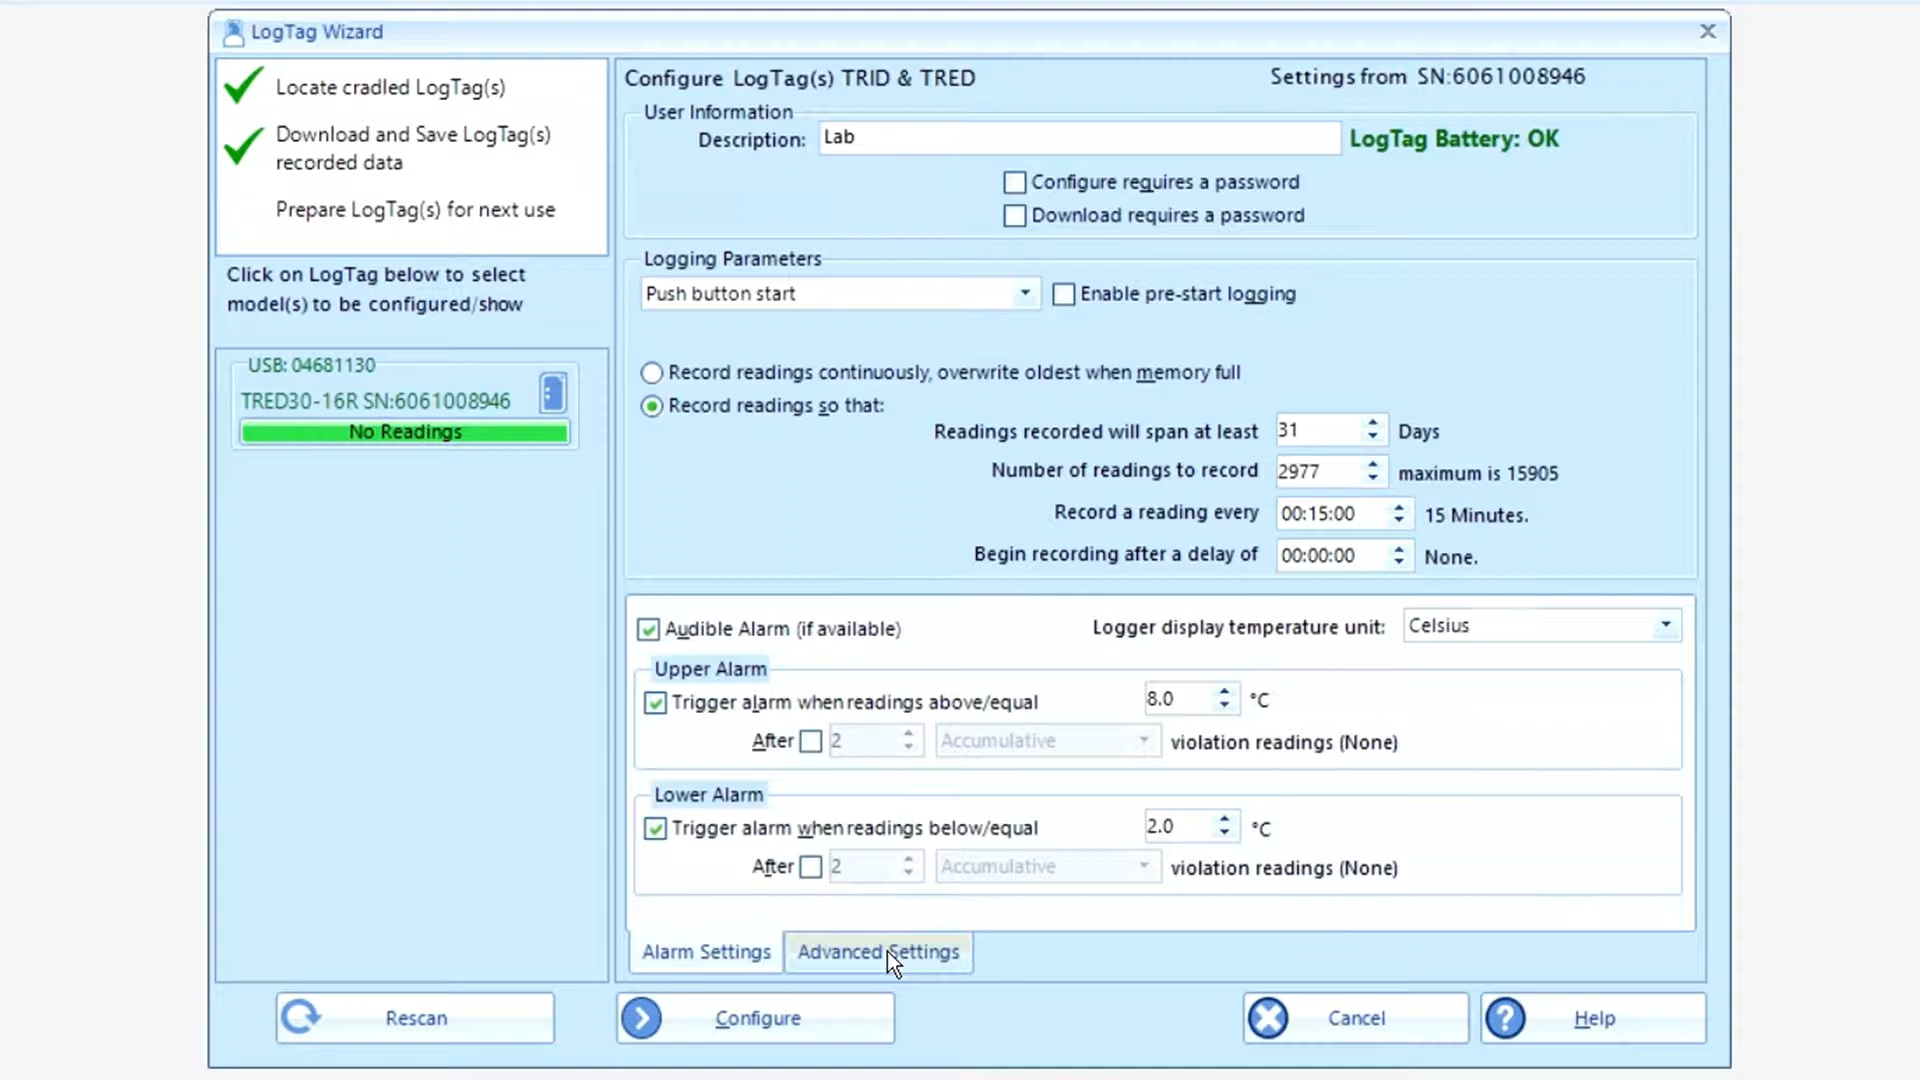 LogTag Wizard
Locate cradled LogTag(s)
Download and Save LogTag(s)
recorded data
Prepare LogTag(s) for next use
Click on LogTag below to select
model(s) to be configured/show
USB: 04681130
TRED30-16R SN:6061008946
No Readings
Configure LogTag(s) TRID & TRED
Settings from SN:6061008946
User Information
Description: Lab
LogTag Battery: OK
Configure requires a password
Download requires a password
Logging Parameters
Push button start
Enable pre-start logging
Record readings continuously, overwrite oldest when memory full
Record readings so that:
Readings recorded will span at least 31 Days
Number of readings to record 2977 maximum is 15905
Record a reading every 00:15:00 15 Minutes.
Begin recording after a delay of 00:00:00 None.
Audible Alarm (if available)
Logger display temperature unit: Celsius
Upper Alarm
Trigger alarm when readings above/equal 8.0 °C
After 2 Accumulative violation readings (None)
Lower Alarm
Trigger alarm when readings below/equal 2.0 °C
After 2 Accumulative violation readings (None)
Alarm Settings
Advanced Settings
Rescan
Configure
Cancel
Help